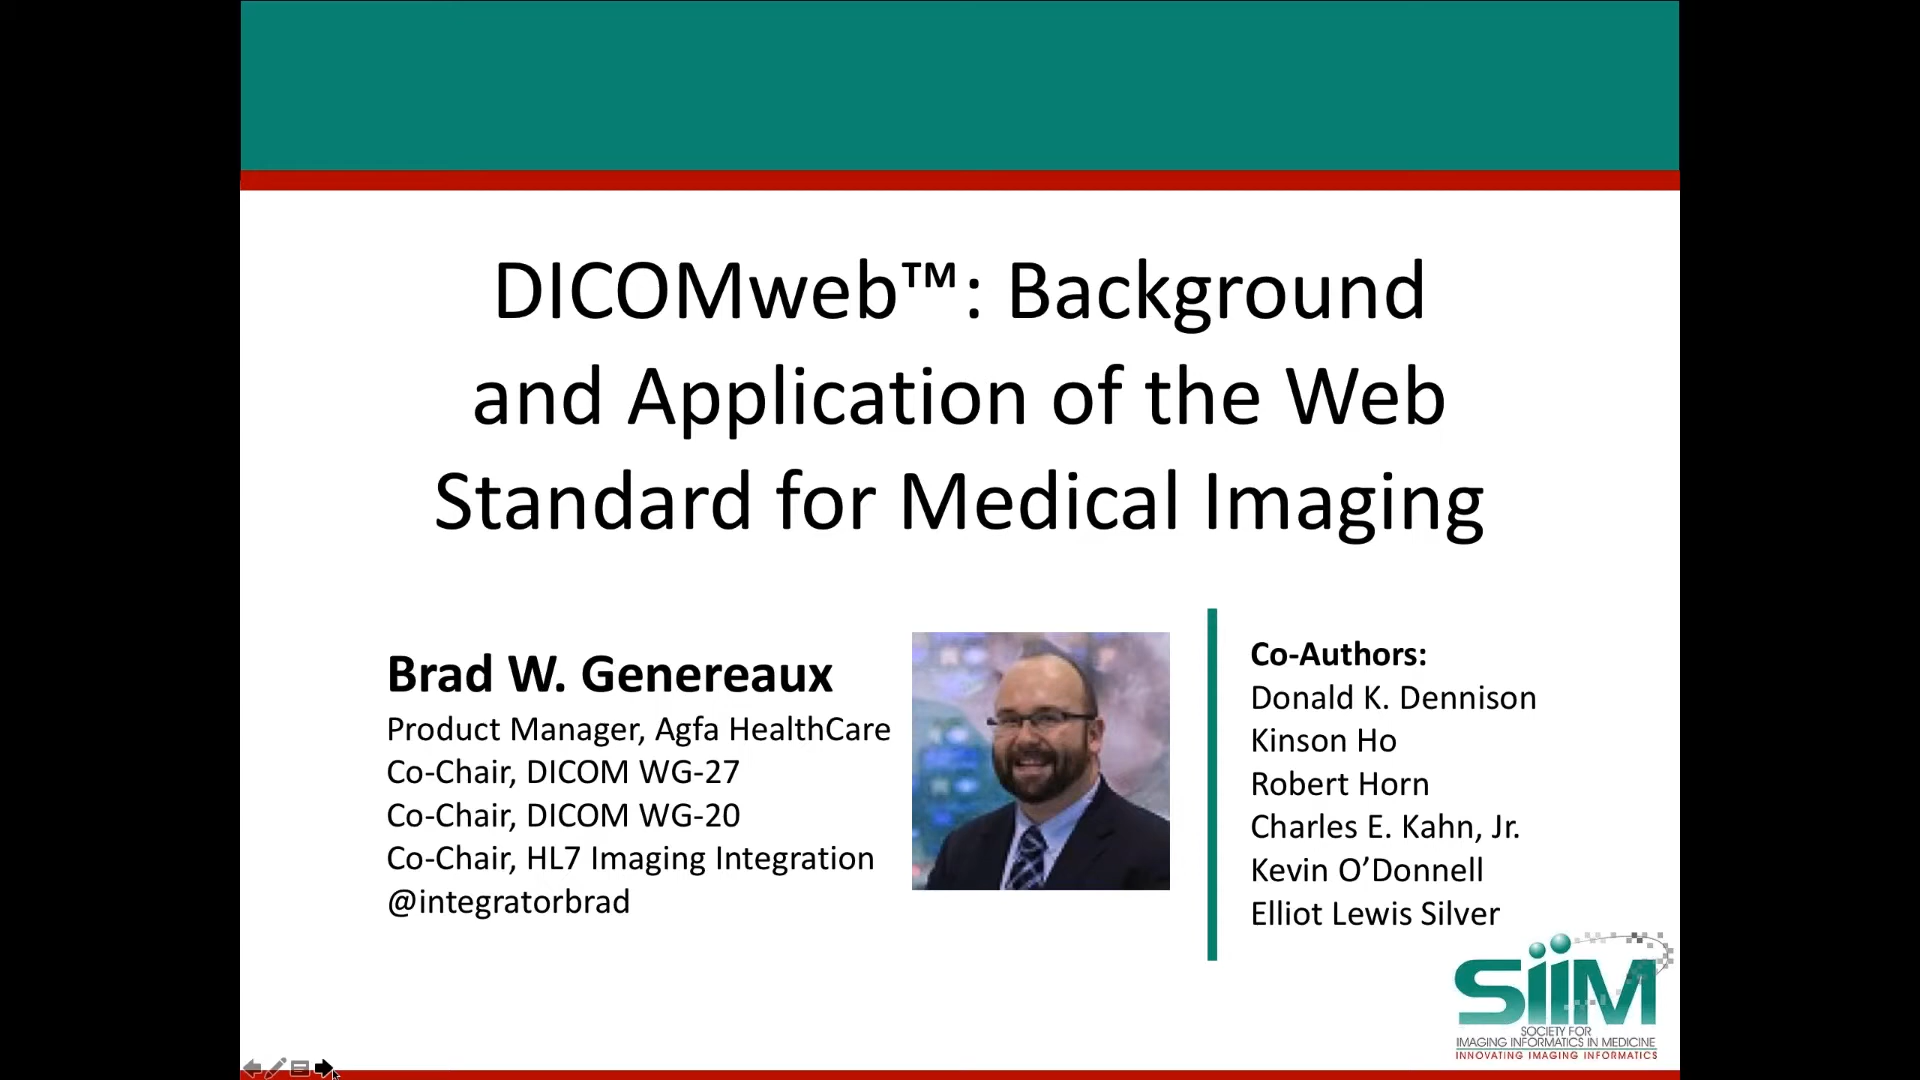 DICOMweb™: Background
and Application of the Web
Standard for Medical Imaging
Brad W. Genereaux
Product Manager, Agfa HealthCare
Co-Chair, DICOM WG-27
Co-Chair, DICOM WG-20
Co-Chair, HL7 Imaging Integration
@integratorbrad
Co-Authors:
Donald K. Dennison
Kinson Ho
Robert Horn
Charles E. Kahn, Jr.
Kevin O’Donnell
Elliot Lewis Silver
SiiM
SOCIETY FOR
IMAGING INFORMATICS IN MEDICINE
INNOVATING IMAGING INFORMATICS